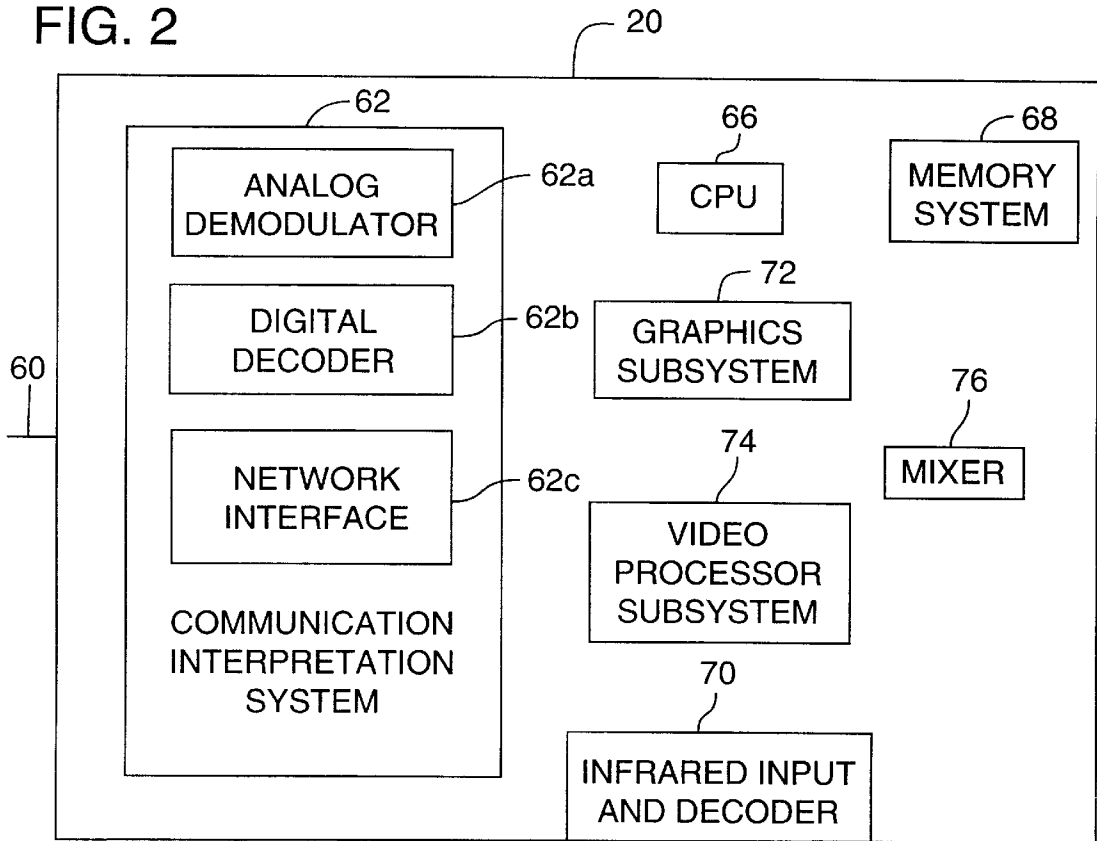 FIG. 2
20
62
66
68
ANALOG
DEMODULATOR
62a
CPU
MEMORY
SYSTEM
72
DIGITAL
DECODER
62b
GRAPHICS
SUBSYSTEM
60
76
MIXER
74
NETWORK
INTERFACE
62c
VIDEO
PROCESSOR
SUBSYSTEM
COMMUNICATION
INTERPRETATION
SYSTEM
70
INFRARED INPUT
AND DECODER